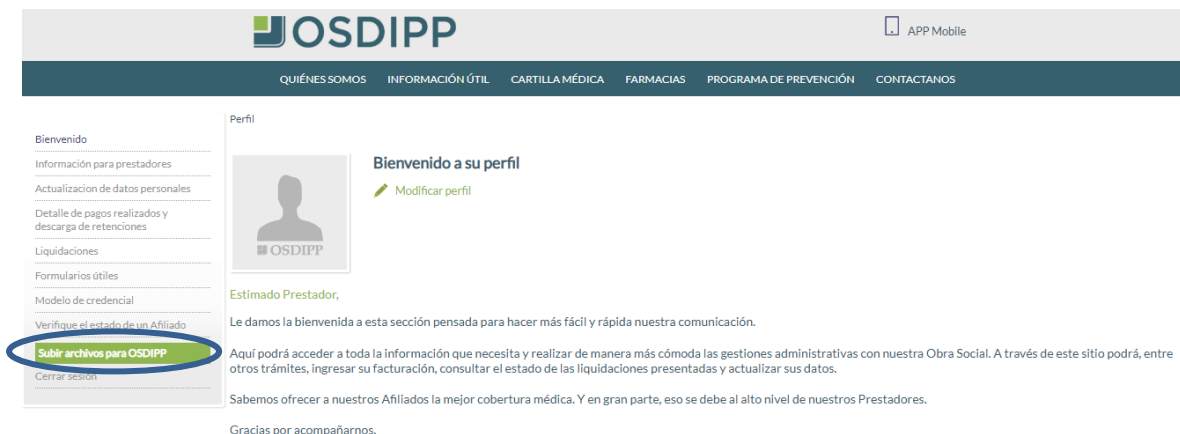 OSDIPP
APP Mobile
QUIÉNES SOMOS INFORMACIÓN ÚTIL CARTILLA MÉDICA FARMACIAS PROGRAMA DE PREVENCIÓN CONTACTANOS
Perfil
Bienvenido
Información para prestadores
Actualizacion de datos personales
Detalle de pagos realizados y
descarga de retenciones
Liquidaciones
Formularios útiles
Modelo de credencial
Verifique el estado de un Afiliado
Subir archivos para OSDIPP
Cerrar sesión
OSDIPP
Bienvenido a su perfil
Modificar perfil
Estimado Prestador,
Le damos la bienvenida a esta sección pensada para hacer más fácil y rápida nuestra comunicación.
Aquí podrá acceder a toda la información que necesita y realizar de manera más cómoda las gestiones administrativas con nuestra Obra Social. A través de este sitio podrá, entre
otros trámites, ingresar su facturación, consultar el estado de las liquidaciones presentadas y actualizar sus datos.
Sabemos ofrecer a nuestros Afiliados la mejor cobertura médica. Y en gran parte, eso se debe al alto nivel de nuestros Prestadores.
Gracias por acompañarnos.